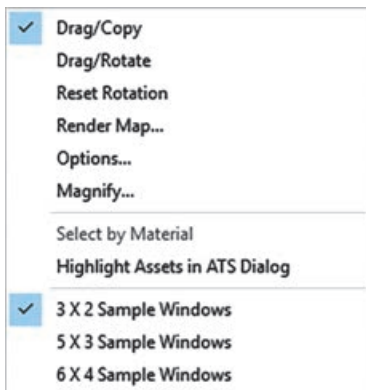 Drag/Copy
Drag/Rotate
Reset Rotation
Render Map...
Options...
Magnify...
Select by Material
Highlight Assets in ATS Dialog
3 X 2 Sample Windows
5 X 3 Sample Windows
6 X 4 Sample Windows